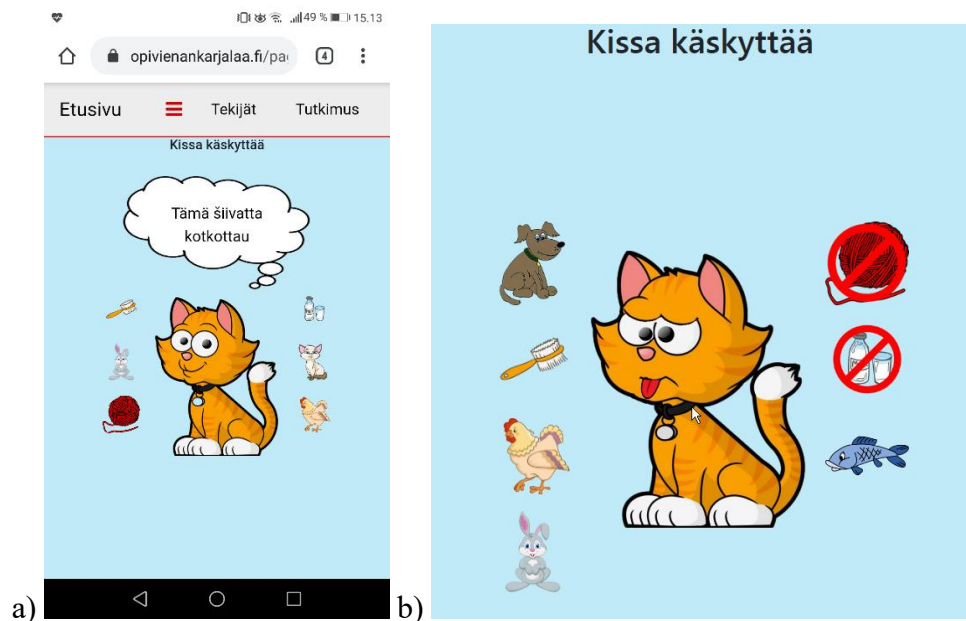 49 % 15.13
opivienankarjalaa.fi/pa
4
Etusivu Tekijät Tutkimus
Kissa käskyttää
Tämä šiivatta
kotkottau
a)
Kissa käskyttää
b)